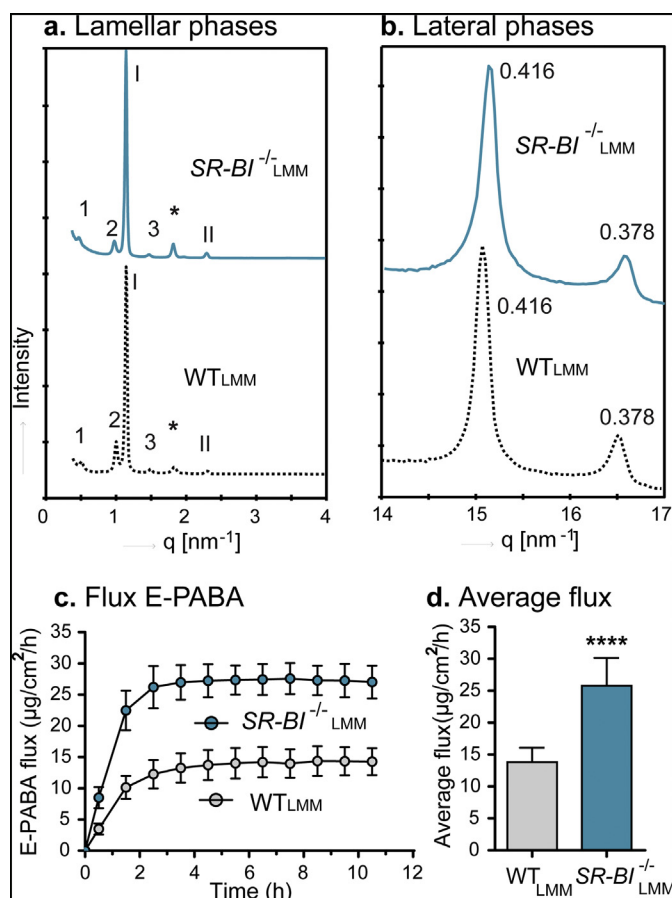 a. Lamellar phases
I
SR-BI⁻/⁻LMM
1 2 3 * II
I
WTLMM
1 2 3 * II
Intensity
0 1 2 3 4
q [nm⁻¹]
b. Lateral phases
0.416
SR-BI⁻/⁻LMM
0.378
0.416
WTLMM
0.378
14 15 16 17
q [nm⁻¹]
c. Flux E-PABA
E-PABA flux (µg/cm²/h)
35
30
25
20
15
10
5
0
SR-BI⁻/⁻LMM
WTLMM
0 2 4 6 8 10 12
Time (h)
d. Average flux
Average flux(µg/cm²/h)
35
30
25
20
15
10
5
0
****
WTLMM SR-BI⁻/⁻LMM